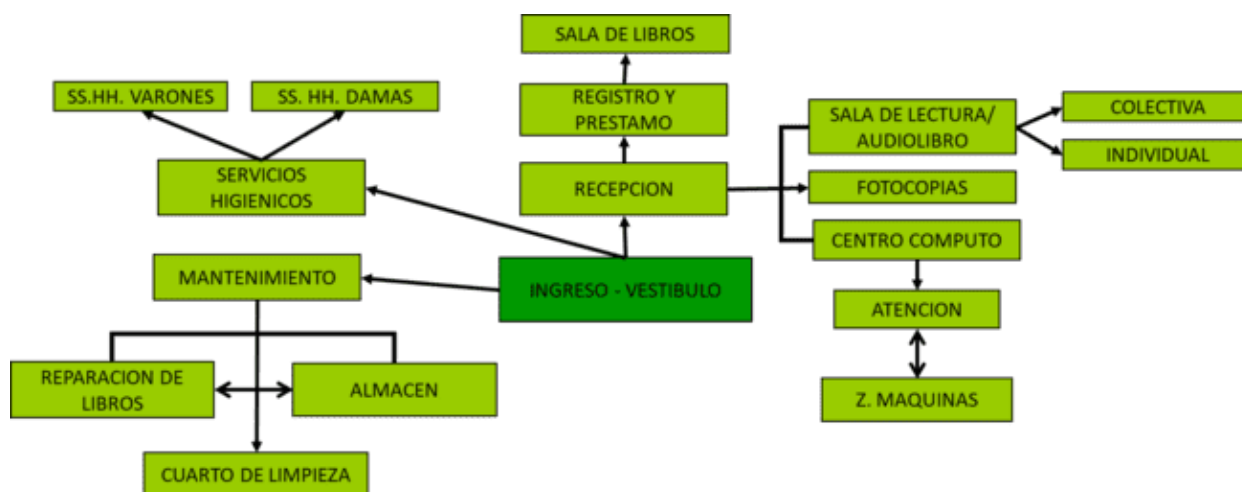 SALA DE LIBROS
SS.HH. VARONES
SS. HH. DAMAS
REGISTRO Y
PRESTAMO
SALA DE LECTURA/
AUDIOLIBRO
COLECTIVA
INDIVIDUAL
SERVICIOS
HIGIENICOS
RECEPCION
FOTOCOPIAS
CENTRO COMPUTO
MANTENIMIENTO
INGRESO - VESTIBULO
ATENCION
REPARACION DE
LIBROS
ALMACEN
Z. MAQUINAS
CUARTO DE LIMPIEZA